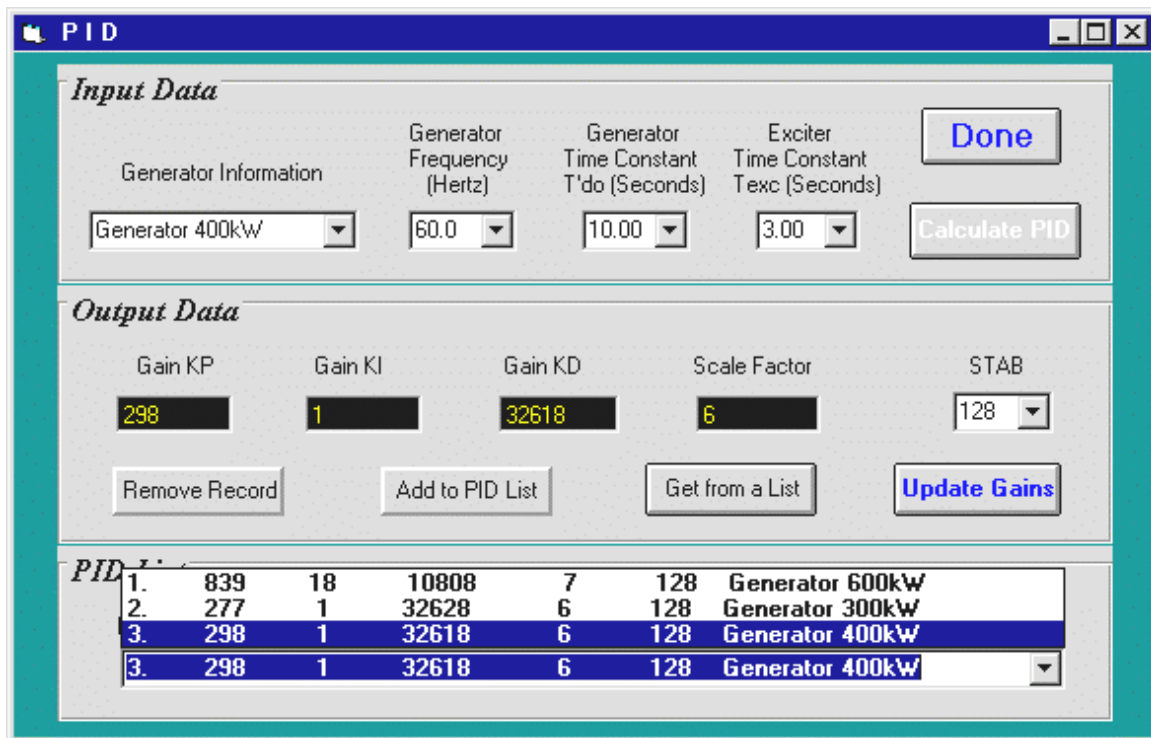 PID
Input Data
Generator Information
Generator
Frequency
(Hertz)
Generator
Time Constant
T'do (Seconds)
Exciter
Time Constant
Texc (Seconds)
Done
Generator 400kW
60.0
10.00
3.00
Calculate PID
Output Data
Gain KP
Gain KI
Gain KD
Scale Factor
STAB
298
1
32618
6
128
Remove Record
Add to PID List
Get from a List
Update Gains
PID
1. 839 18 10808 7 128 Generator 600kW
2. 277 1 32628 6 128 Generator 300kW
3. 298 1 32618 6 128 Generator 400kW
3. 298 1 32618 6 128 Generator 400kW